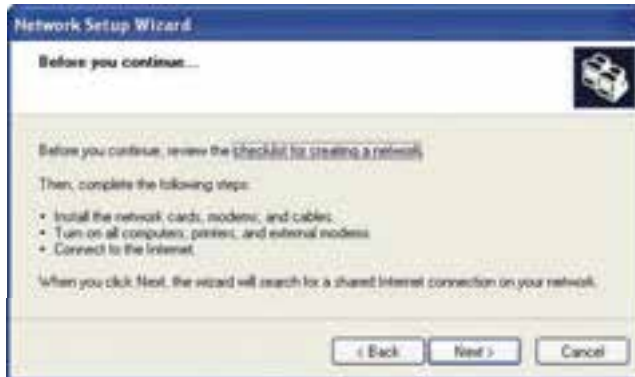 Network Setup Wizard
Before you continue...
Before you continue, review the checklist for creating a network.
Then, complete the following steps:
• Install the network cards, modems, and cables.
• Turn on all computers, printers, and external modems.
• Connect to the Internet.
When you click Next, the wizard will search for a shared Internet connection on your network.
< Back
Next >
Cancel